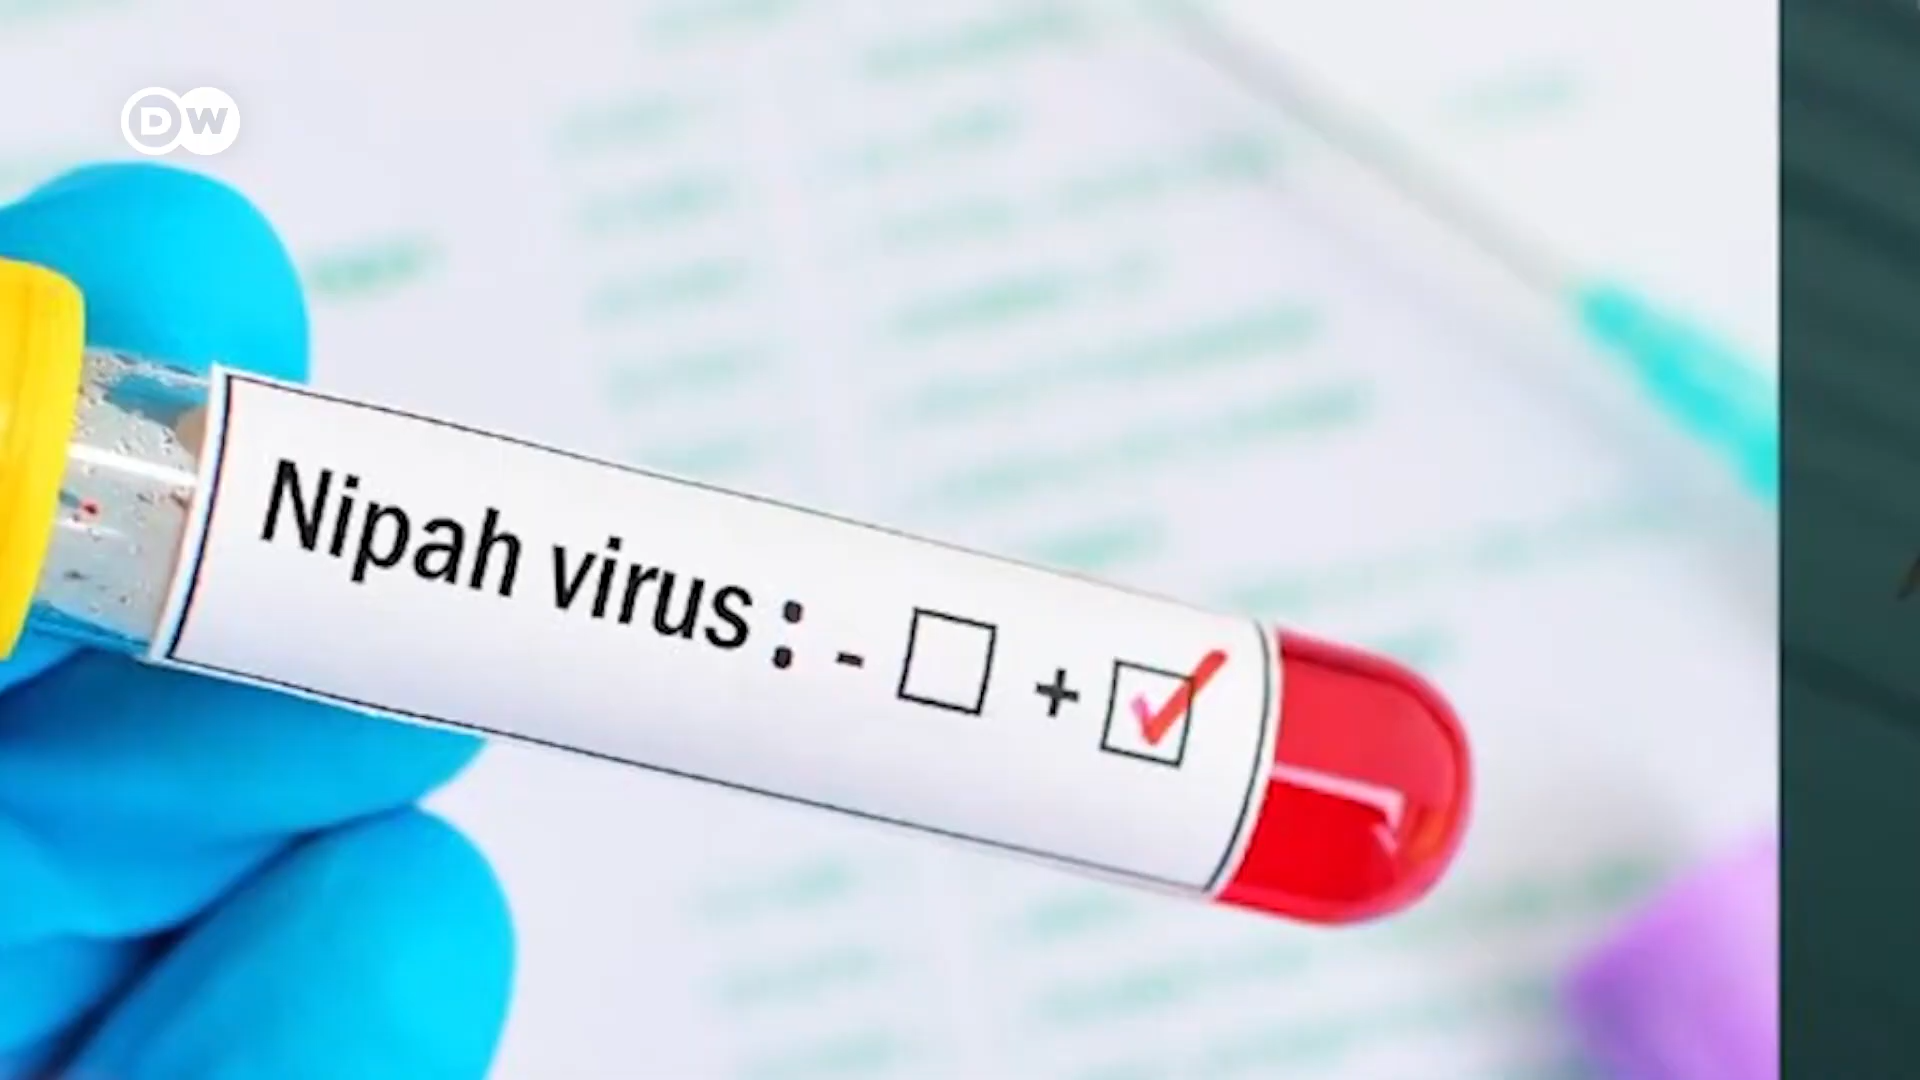 DW
Nipah virus : - ☐ + ☑